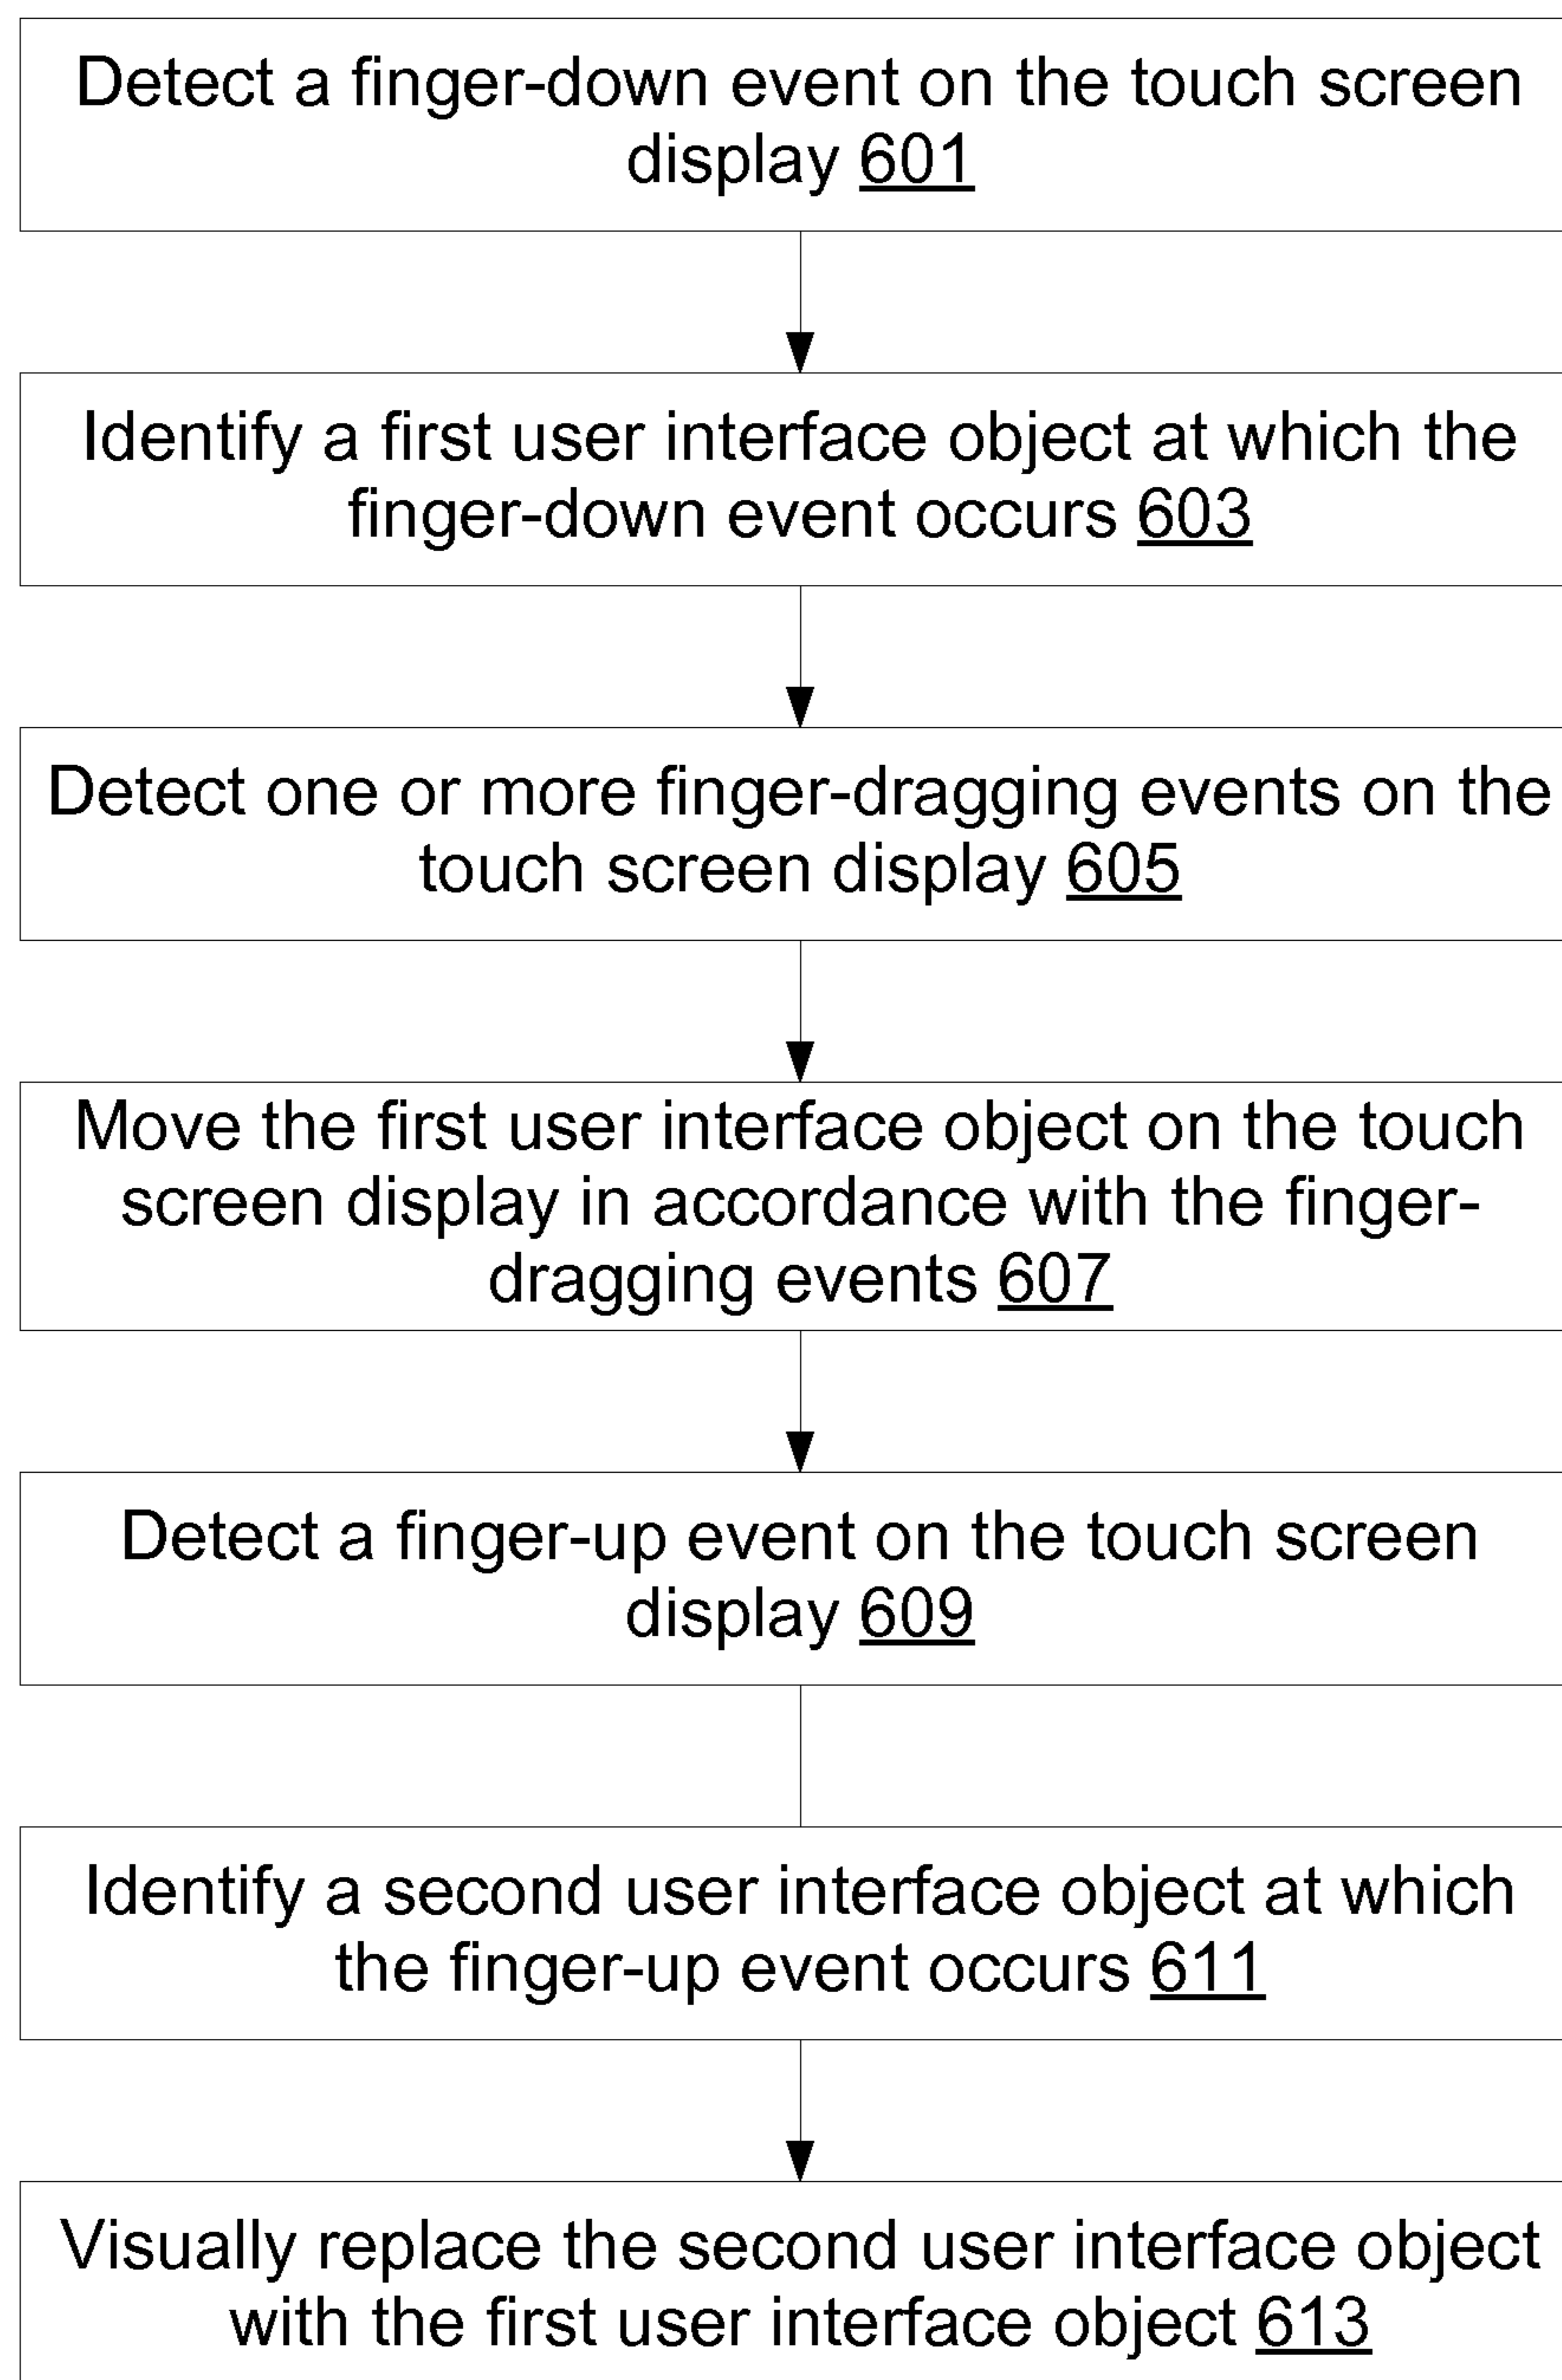 Detect a finger-down event on the touch screen
display 601
Identify a first user interface object at which the
finger-down event occurs 603
Detect one or more finger-dragging events on the
touch screen display 605
Move the first user interface object on the touch
screen display in accordance with the finger-
dragging events 607
Detect a finger-up event on the touch screen
display 609
Identify a second user interface object at which
the finger-up event occurs 611
Visually replace the second user interface object
with the first user interface object 613